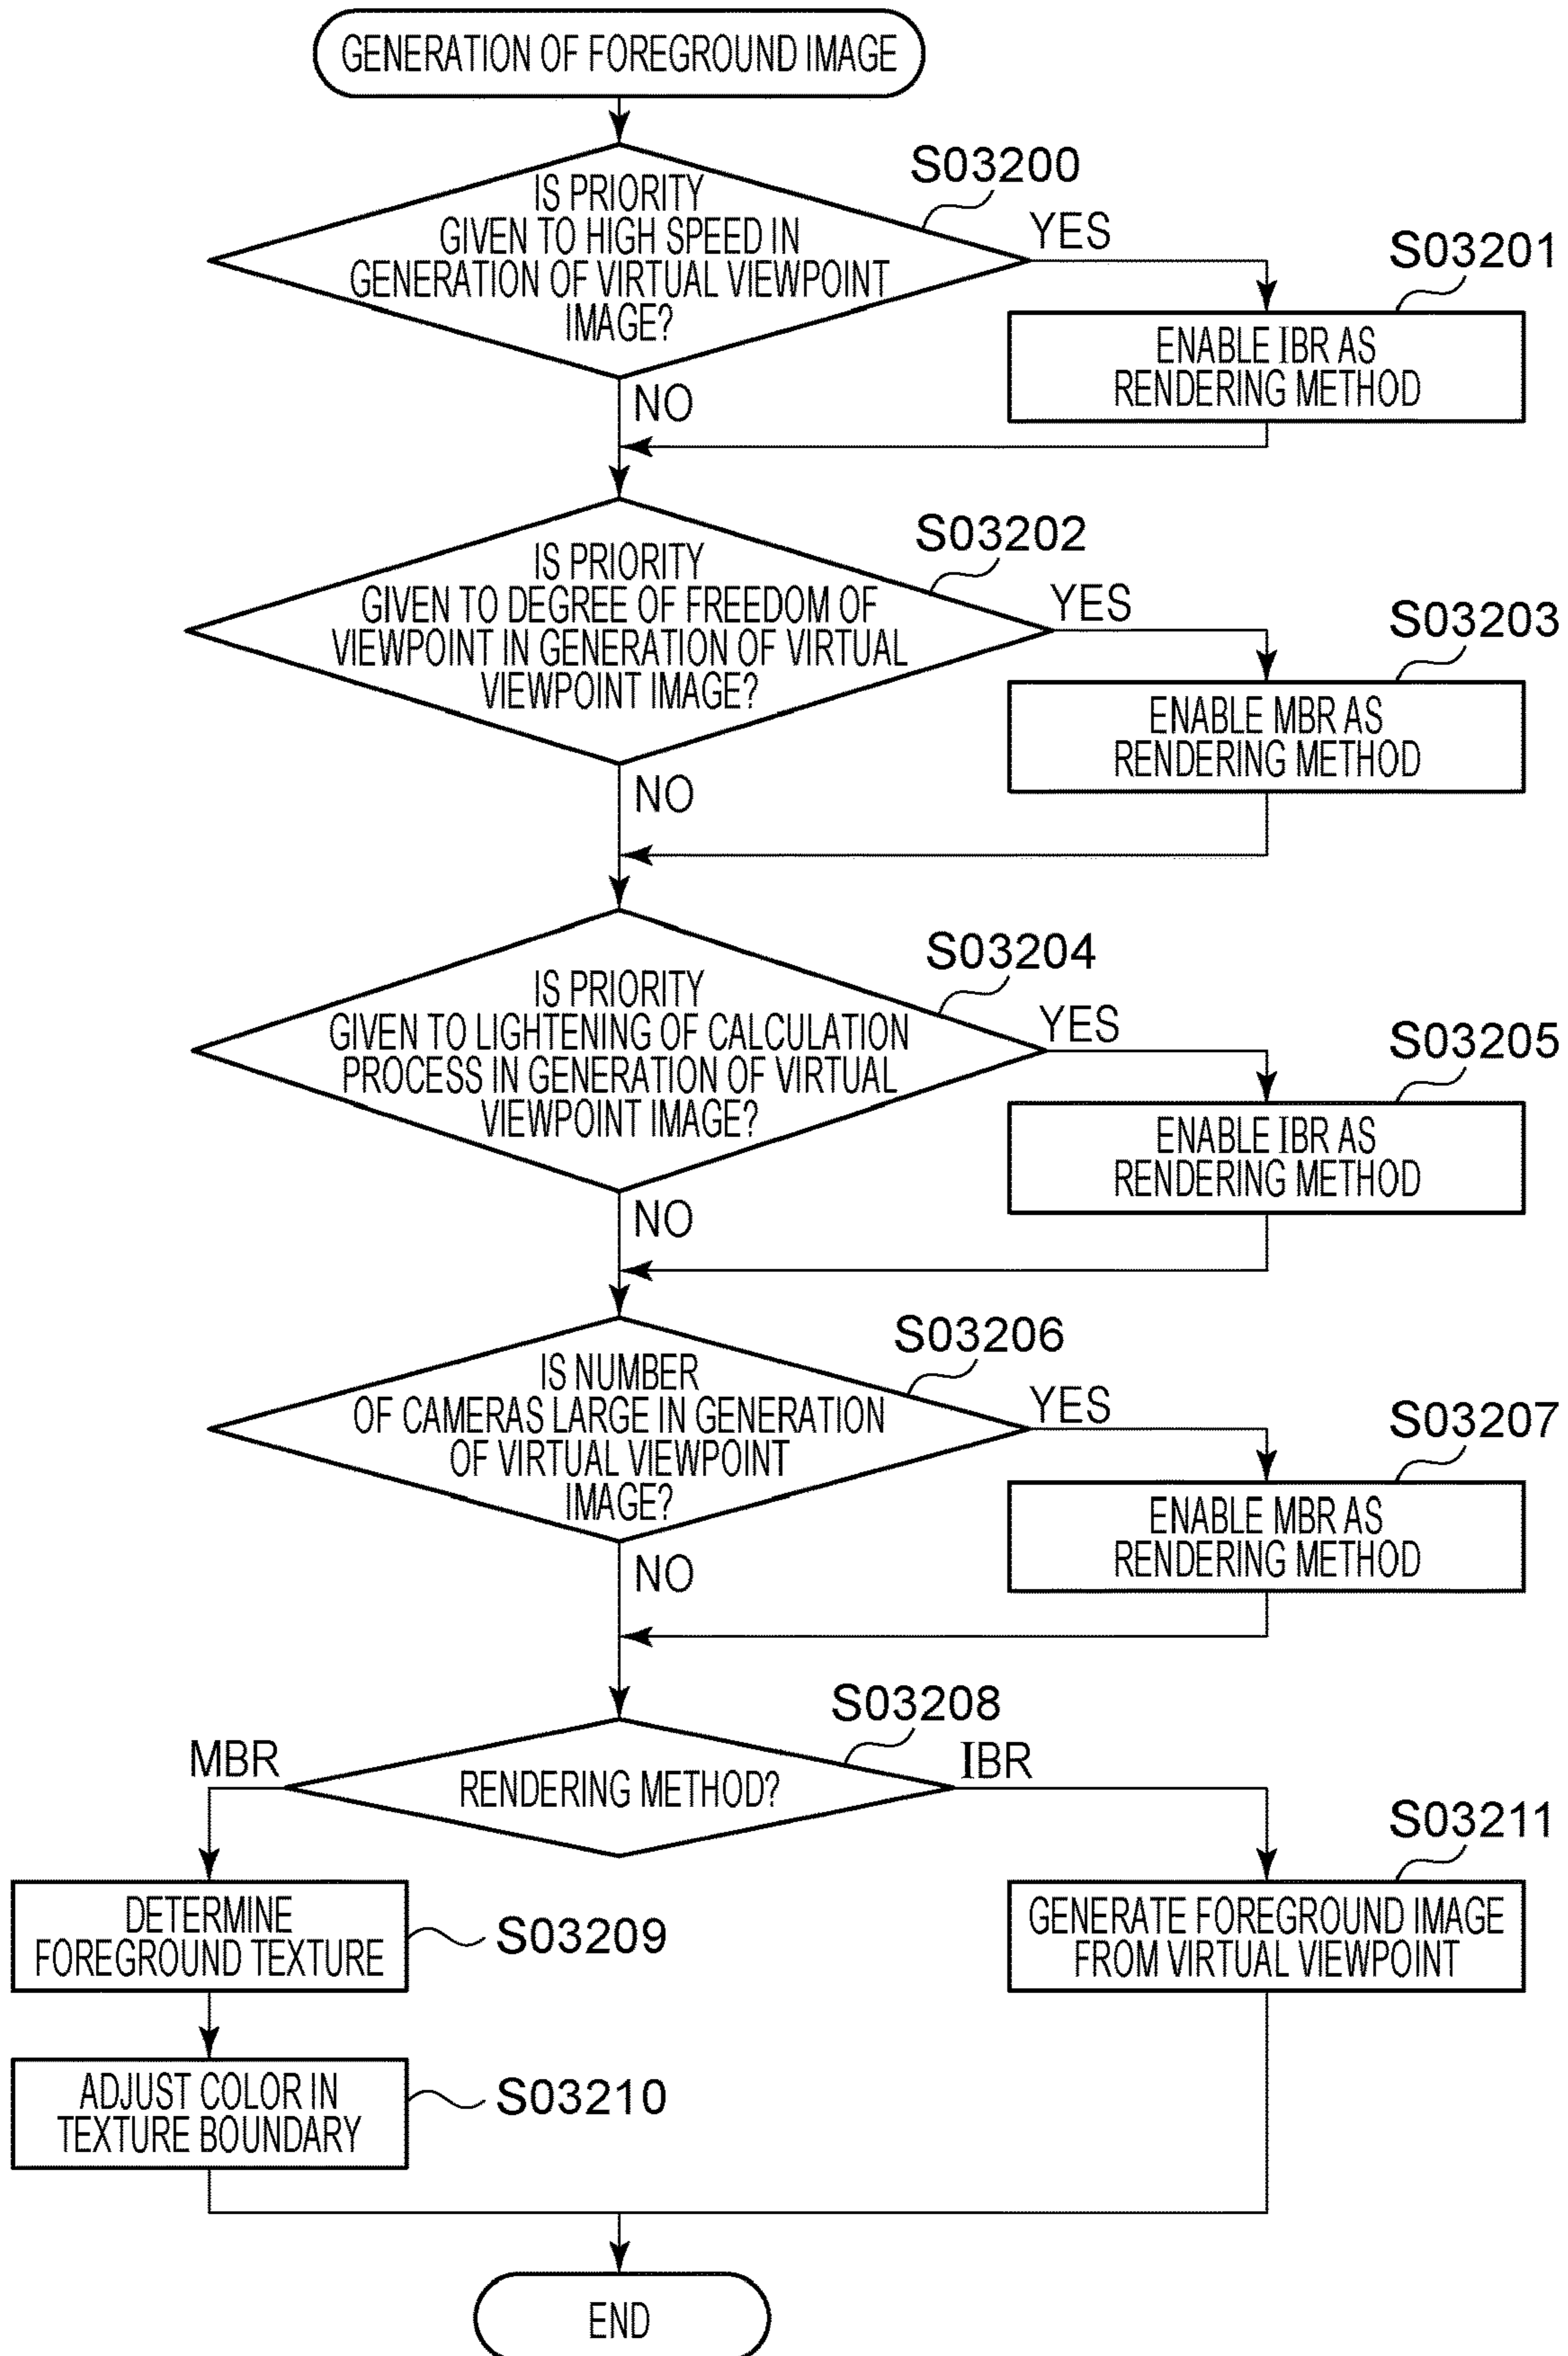 GENERATION OF FOREGROUND IMAGE
S03200
IS PRIORITY
GIVEN TO HIGH SPEED IN
GENERATION OF VIRTUAL VIEWPOINT
IMAGE?
YES
NO
S03201
ENABLE IBR AS
RENDERING METHOD
S03202
IS PRIORITY
GIVEN TO DEGREE OF FREEDOM OF
VIEWPOINT IN GENERATION OF VIRTUAL
VIEWPOINT IMAGE?
YES
NO
S03203
ENABLE MBR AS
RENDERING METHOD
S03204
IS PRIORITY
GIVEN TO LIGHTENING OF CALCULATION
PROCESS IN GENERATION OF VIRTUAL
VIEWPOINT IMAGE?
YES
NO
S03205
ENABLE IBR AS
RENDERING METHOD
S03206
IS NUMBER
OF CAMERAS LARGE IN GENERATION
OF VIRTUAL VIEWPOINT
IMAGE?
YES
NO
S03207
ENABLE MBR AS
RENDERING METHOD
S03208
RENDERING METHOD?
MBR
IBR
DETERMINE
FOREGROUND TEXTURE
S03209
ADJUST COLOR IN
TEXTURE BOUNDARY
S03210
S03211
GENERATE FOREGROUND IMAGE
FROM VIRTUAL VIEWPOINT
END